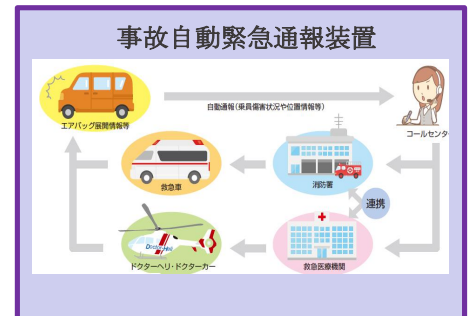 事故自動緊急通報装置
自動通報(乗員傷害状況や位置情報等)
エアバッグ展開情報等
コールセンタ
救急車
消防署
連携
ドクターヘリ・ドクターカー
救急医療機関